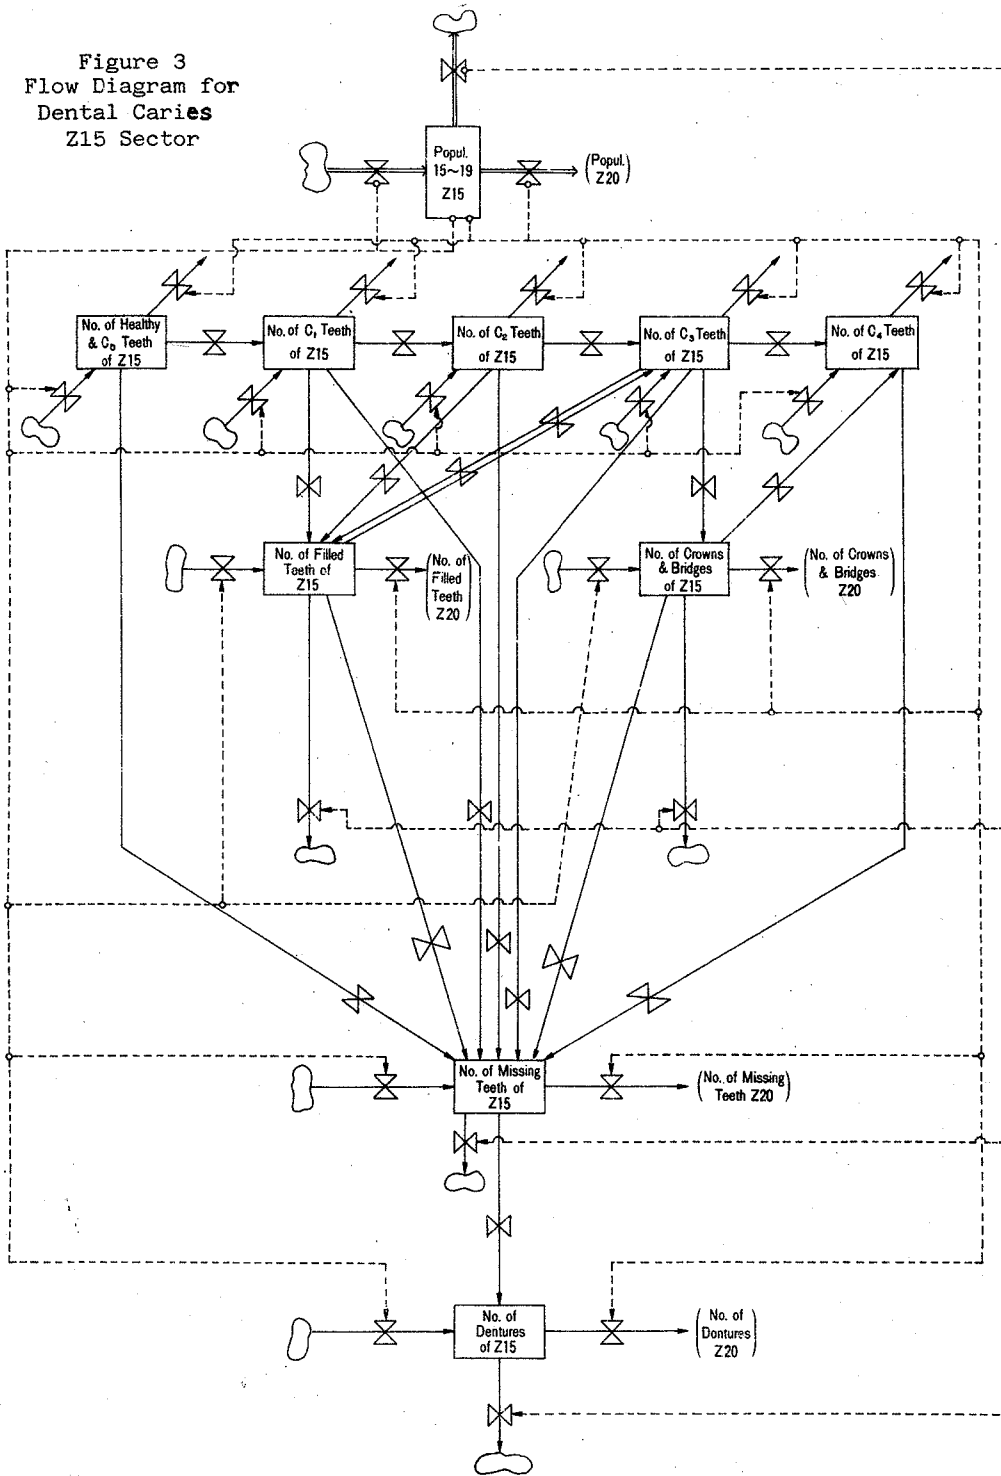 Figure 3
Flow Diagram for
Dental Caries
Z15 Sector
Popul.
15~19
Z15
(Popul.
Z20)
No. of Healthy
& C₀ Teeth
of Z15
No. of C₁ Teeth
of Z15
No. of C₂ Teeth
of Z15
No. of C₃ Teeth
of Z15
No. of C₄ Teeth
of Z15
No. of Filled
Teeth of
Z15
(No. of
Filled
Teeth
Z20)
No. of Crowns
& Bridges
of Z15
(No. of Crowns
& Bridges
Z20)
No. of Missing
Teeth of
Z15
(No. of Missing
Teeth Z20)
No. of
Dentures
of Z15
(No. of
Dontures
Z20)